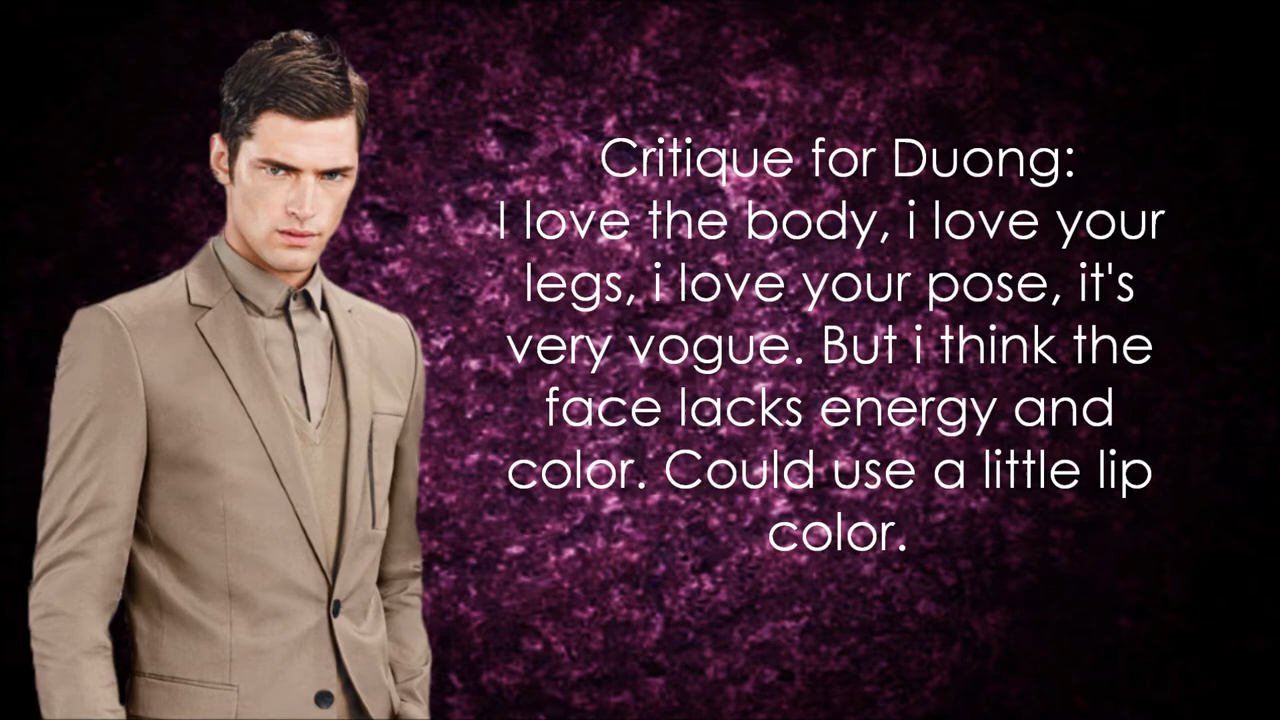 Critique for Duong:
I love the body, i love your
legs, i love your pose, it's
very vogue. But i think the
face lacks energy and
color. Could use a little lip
color.